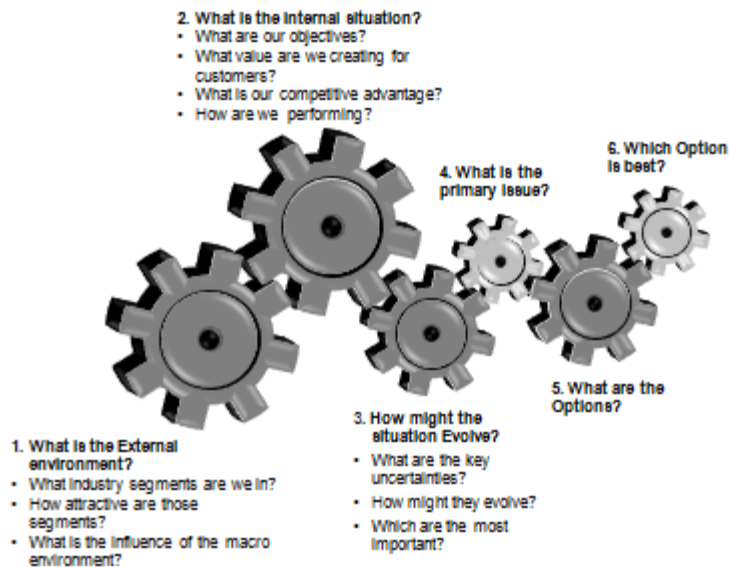 2. What is the internal situation?
• What are our objectives?
• What value are we creating for
customers?
• What is our competitive advantage?
• How are we performing?
4. What is the
primary issue?
6. Which Option
is best?
5. What are the
Options?
3. How might the
situation Evolve?
• What are the key
uncertainties?
• How might they evolve?
• Which are the most
important?
1. What is the External
environment?
• What industry segments are we in?
• How attractive are those
segments?
• What is the influence of the macro
environment?